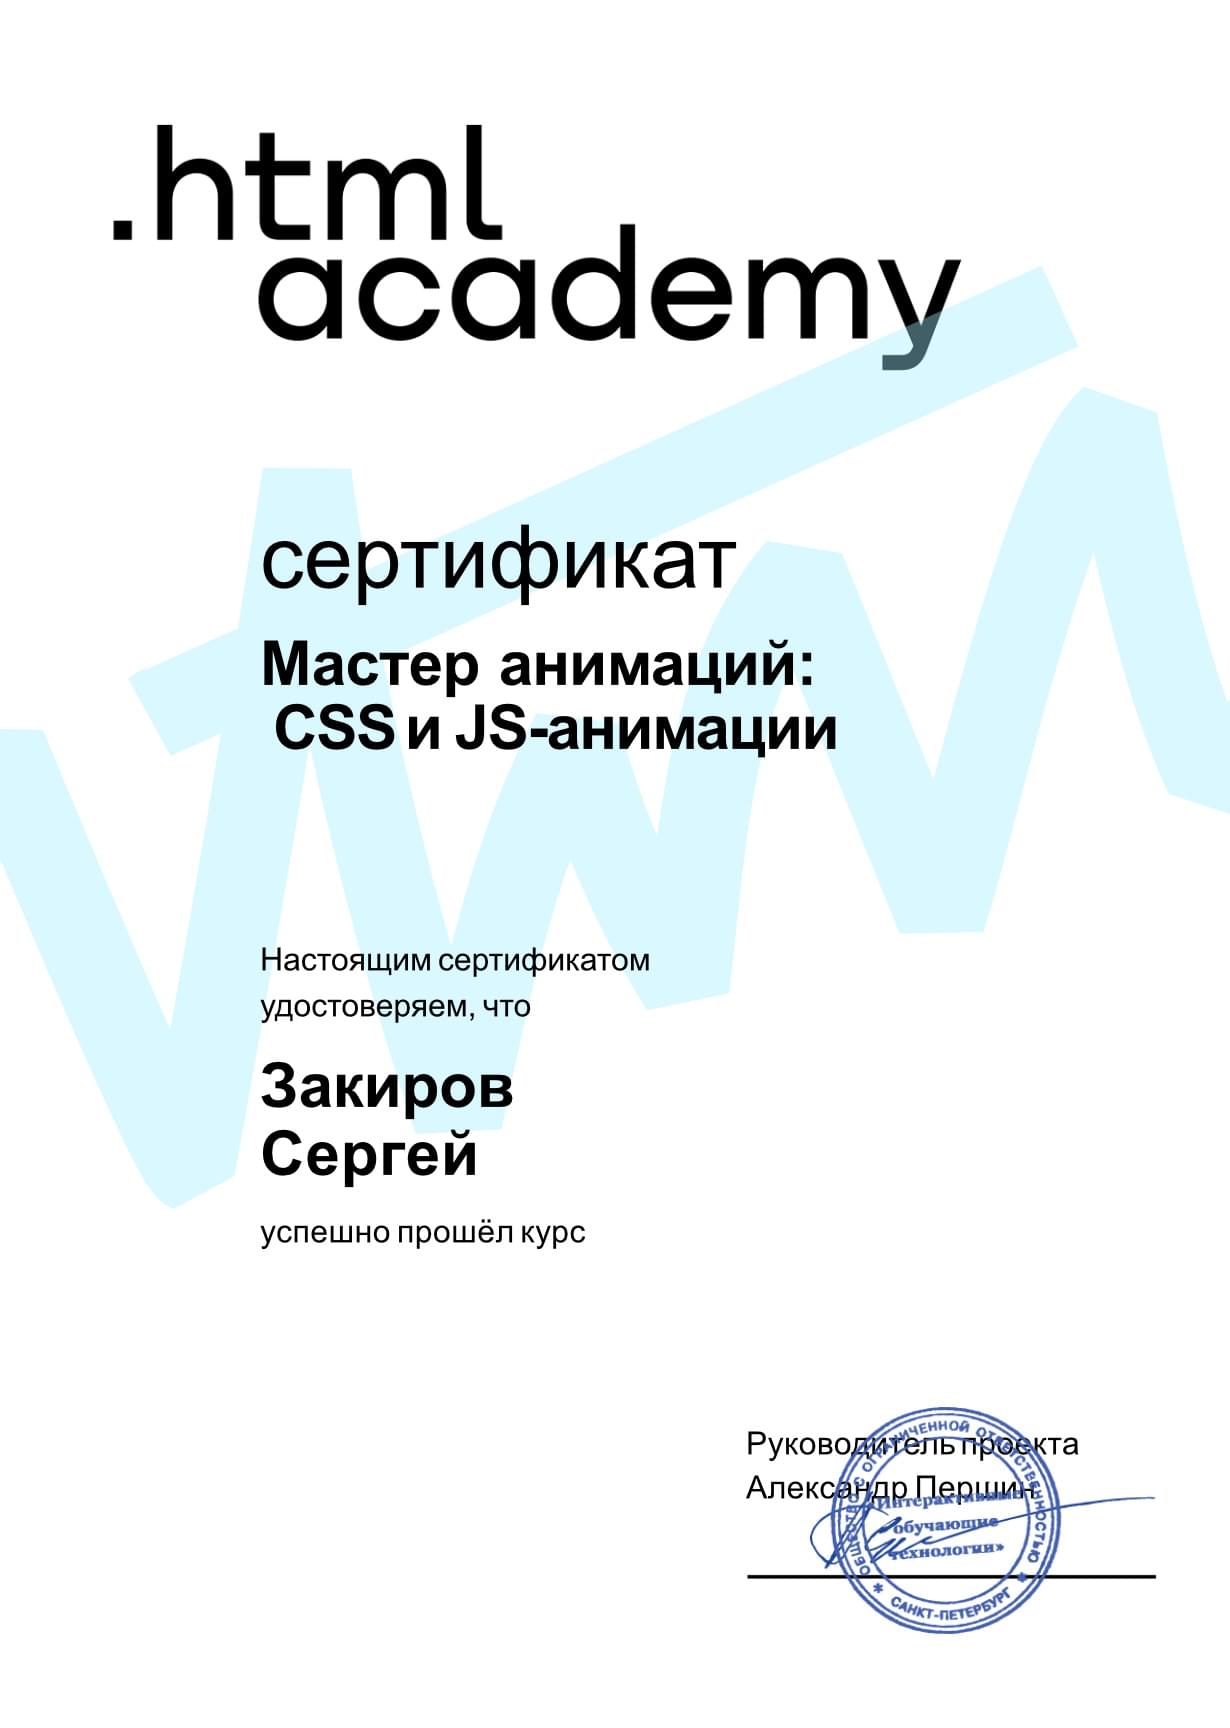 .html
academy
сертификат
Мастер анимаций:
CSS и JS-анимации
Настоящим сертификатом
удостоверяем, что
Закиров
Сергей
успешно прошёл курс
Руководитель проекта
Александр Першин
ОБЩЕСТВО С ОГРАНИЧЕННОЙ ОТВЕТСТВЕННОСТЬЮ
«Интерактивные
обучающие
технологии»
* САНКТ-ПЕТЕРБУРГ *